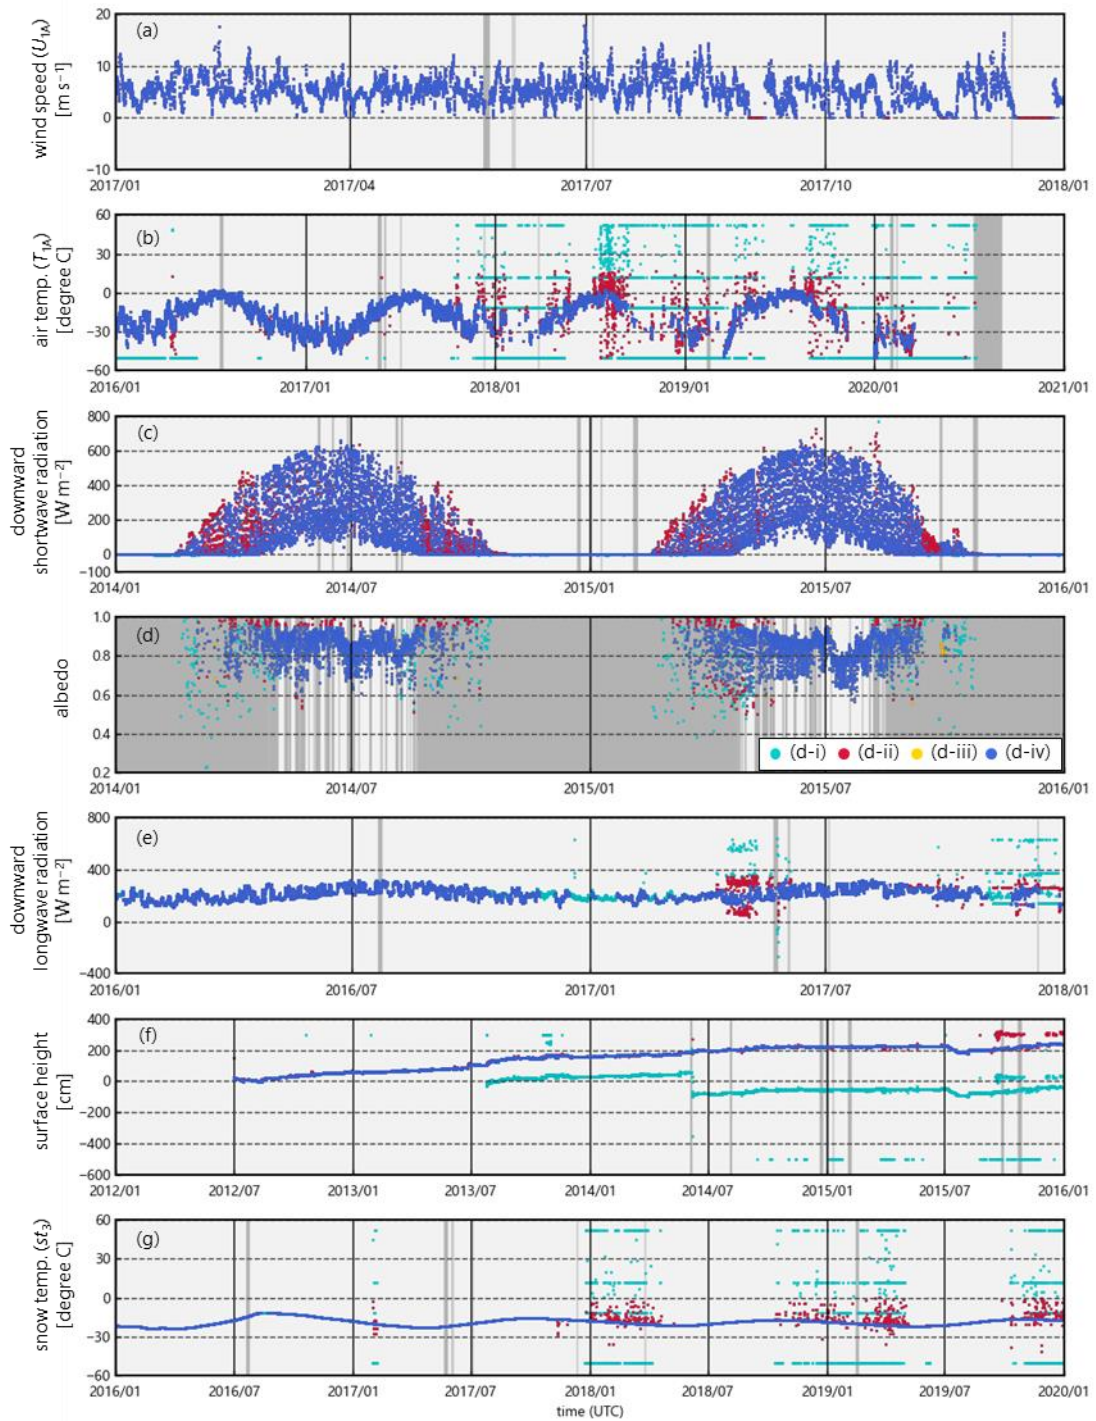 (a)
wind speed (U1A)
[m s⁻¹]
20
10
0
−10
2017/01 2017/04 2017/07 2017/10 2018/01
(b)
air temp. (T1A)
[degree C]
60
30
0
−30
−60
2016/01 2017/01 2018/01 2019/01 2020/01 2021/01
(c)
downward
shortwave radiation
[W m⁻²]
800
600
400
200
0
−100
2014/01 2014/07 2015/01 2015/07 2016/01
(d)
albedo
1.0
0.8
0.6
0.4
0.2
(d-i) (d-ii) (d-iii) (d-iv)
2014/01 2014/07 2015/01 2015/07 2016/01
(e)
downward
longwave radiation
[W m⁻²]
800
400
0
−400
2016/01 2016/07 2017/01 2017/07 2018/01
(f)
surface height
[cm]
400
200
0
−200
−400
−600
2012/01 2012/07 2013/01 2013/07 2014/01 2014/07 2015/01 2015/07 2016/01
(g)
snow temp. (st3)
[degree C]
60
30
0
−30
−60
2016/01 2016/07 2017/01 2017/07 2018/01 2018/07 2019/01 2019/07 2020/01
time (UTC)